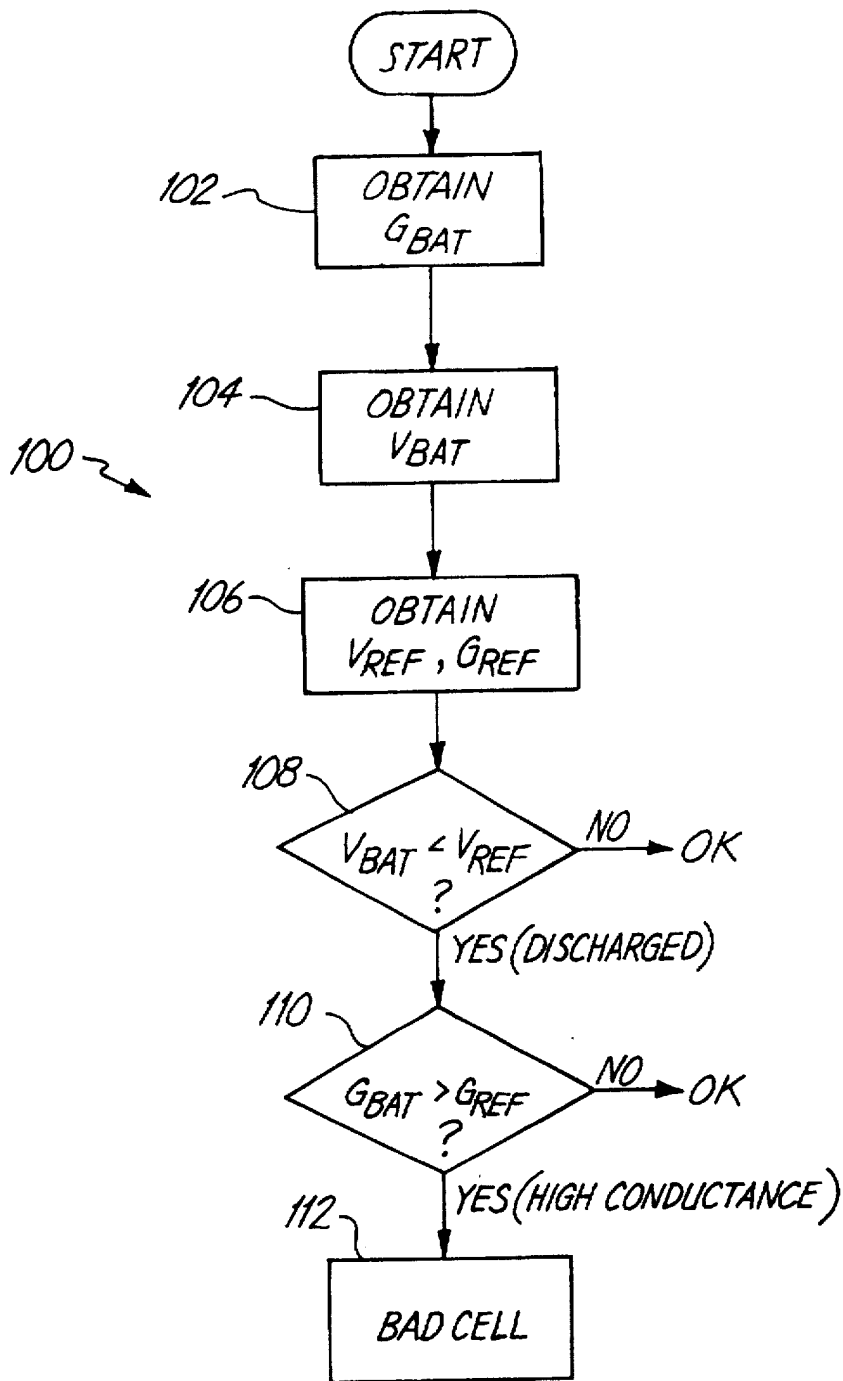 START
102
OBTAIN
GBAT
104
OBTAIN
VBAT
100
106
OBTAIN
VREF, GREF
108
VBAT < VREF
?
NO
OK
YES (DISCHARGED)
110
GBAT > GREF
?
NO
OK
YES (HIGH CONDUCTANCE)
112
BAD CELL